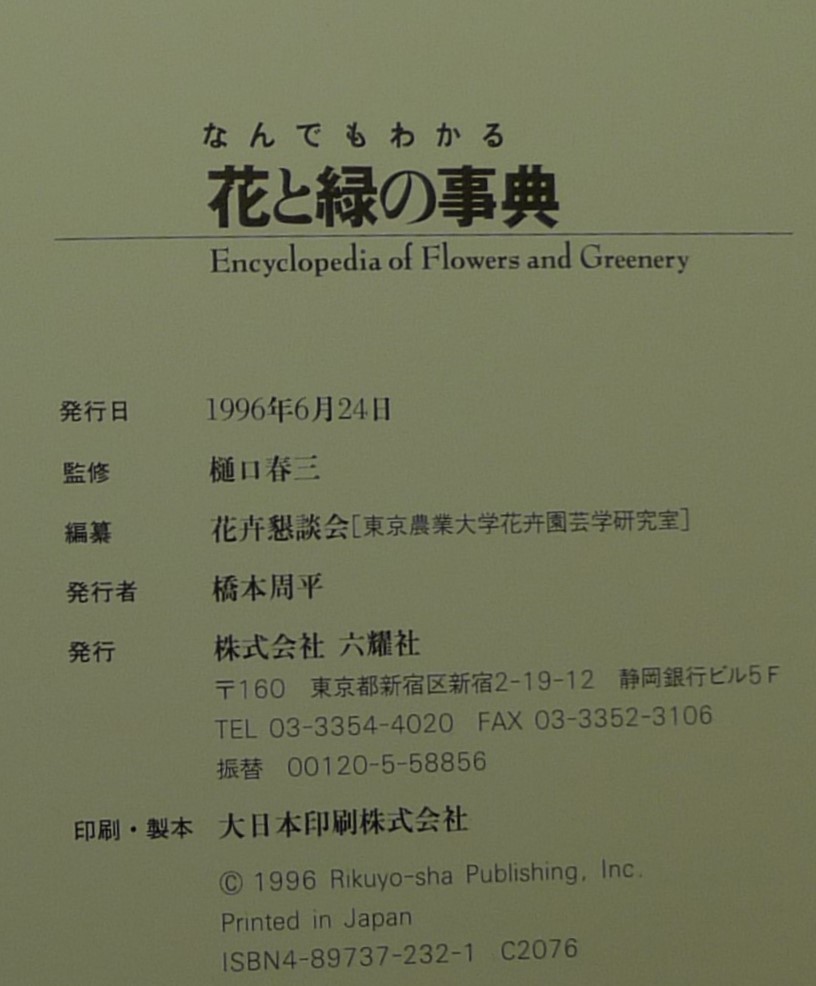 なんでもわかる
花と緑の事典
Encyclopedia of Flowers and Greenery
発行日 1996年6月24日
監修 樋口春三
編纂 花卉懇談会[東京農業大学花卉園芸学研究室]
発行者 橋本周平
発行 株式会社 六耀社
〒160 東京都新宿区新宿2-19-12 静岡銀行ビル5F
TEL 03-3354-4020 FAX 03-3352-3106
振替 00120-5-58856
印刷・製本 大日本印刷株式会社
© 1996 Rikuyo-sha Publishing, Inc.
Printed in Japan
ISBN4-89737-232-1 C2076